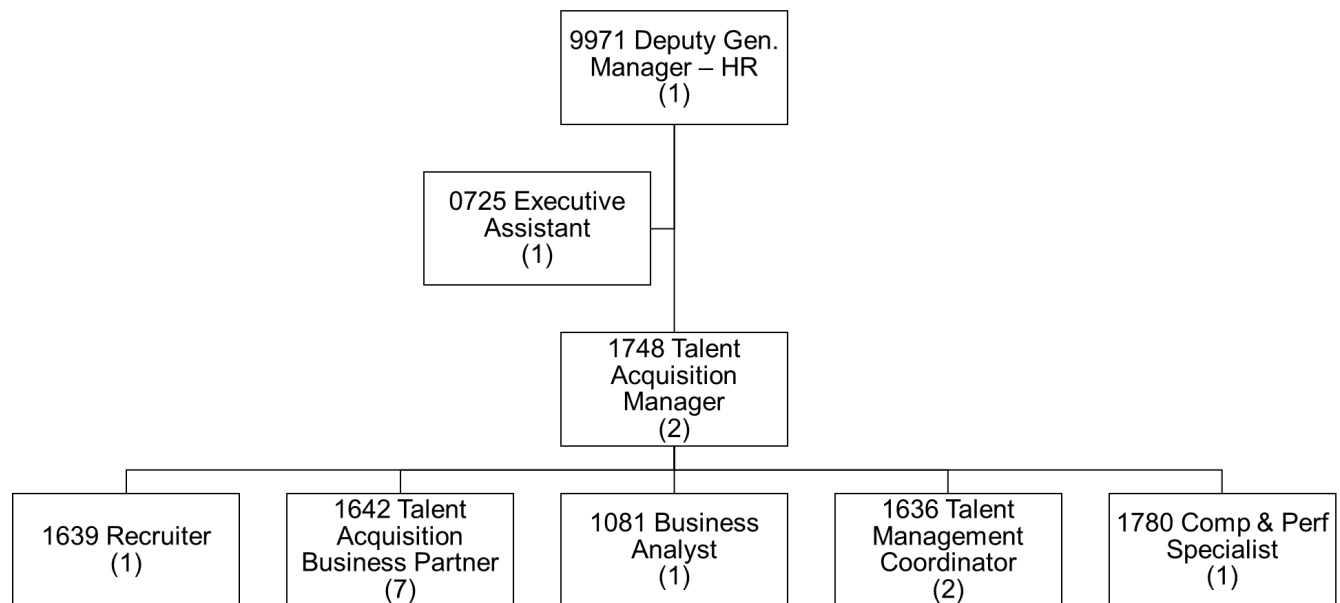 9971 Deputy Gen.
Manager – HR
(1)
0725 Executive
Assistant
(1)
1748 Talent
Acquisition
Manager
(2)
1639 Recruiter
(1)
1642 Talent
Acquisition
Business Partner
(7)
1081 Business
Analyst
(1)
1636 Talent
Management
Coordinator
(2)
1780 Comp & Perf
Specialist
(1)